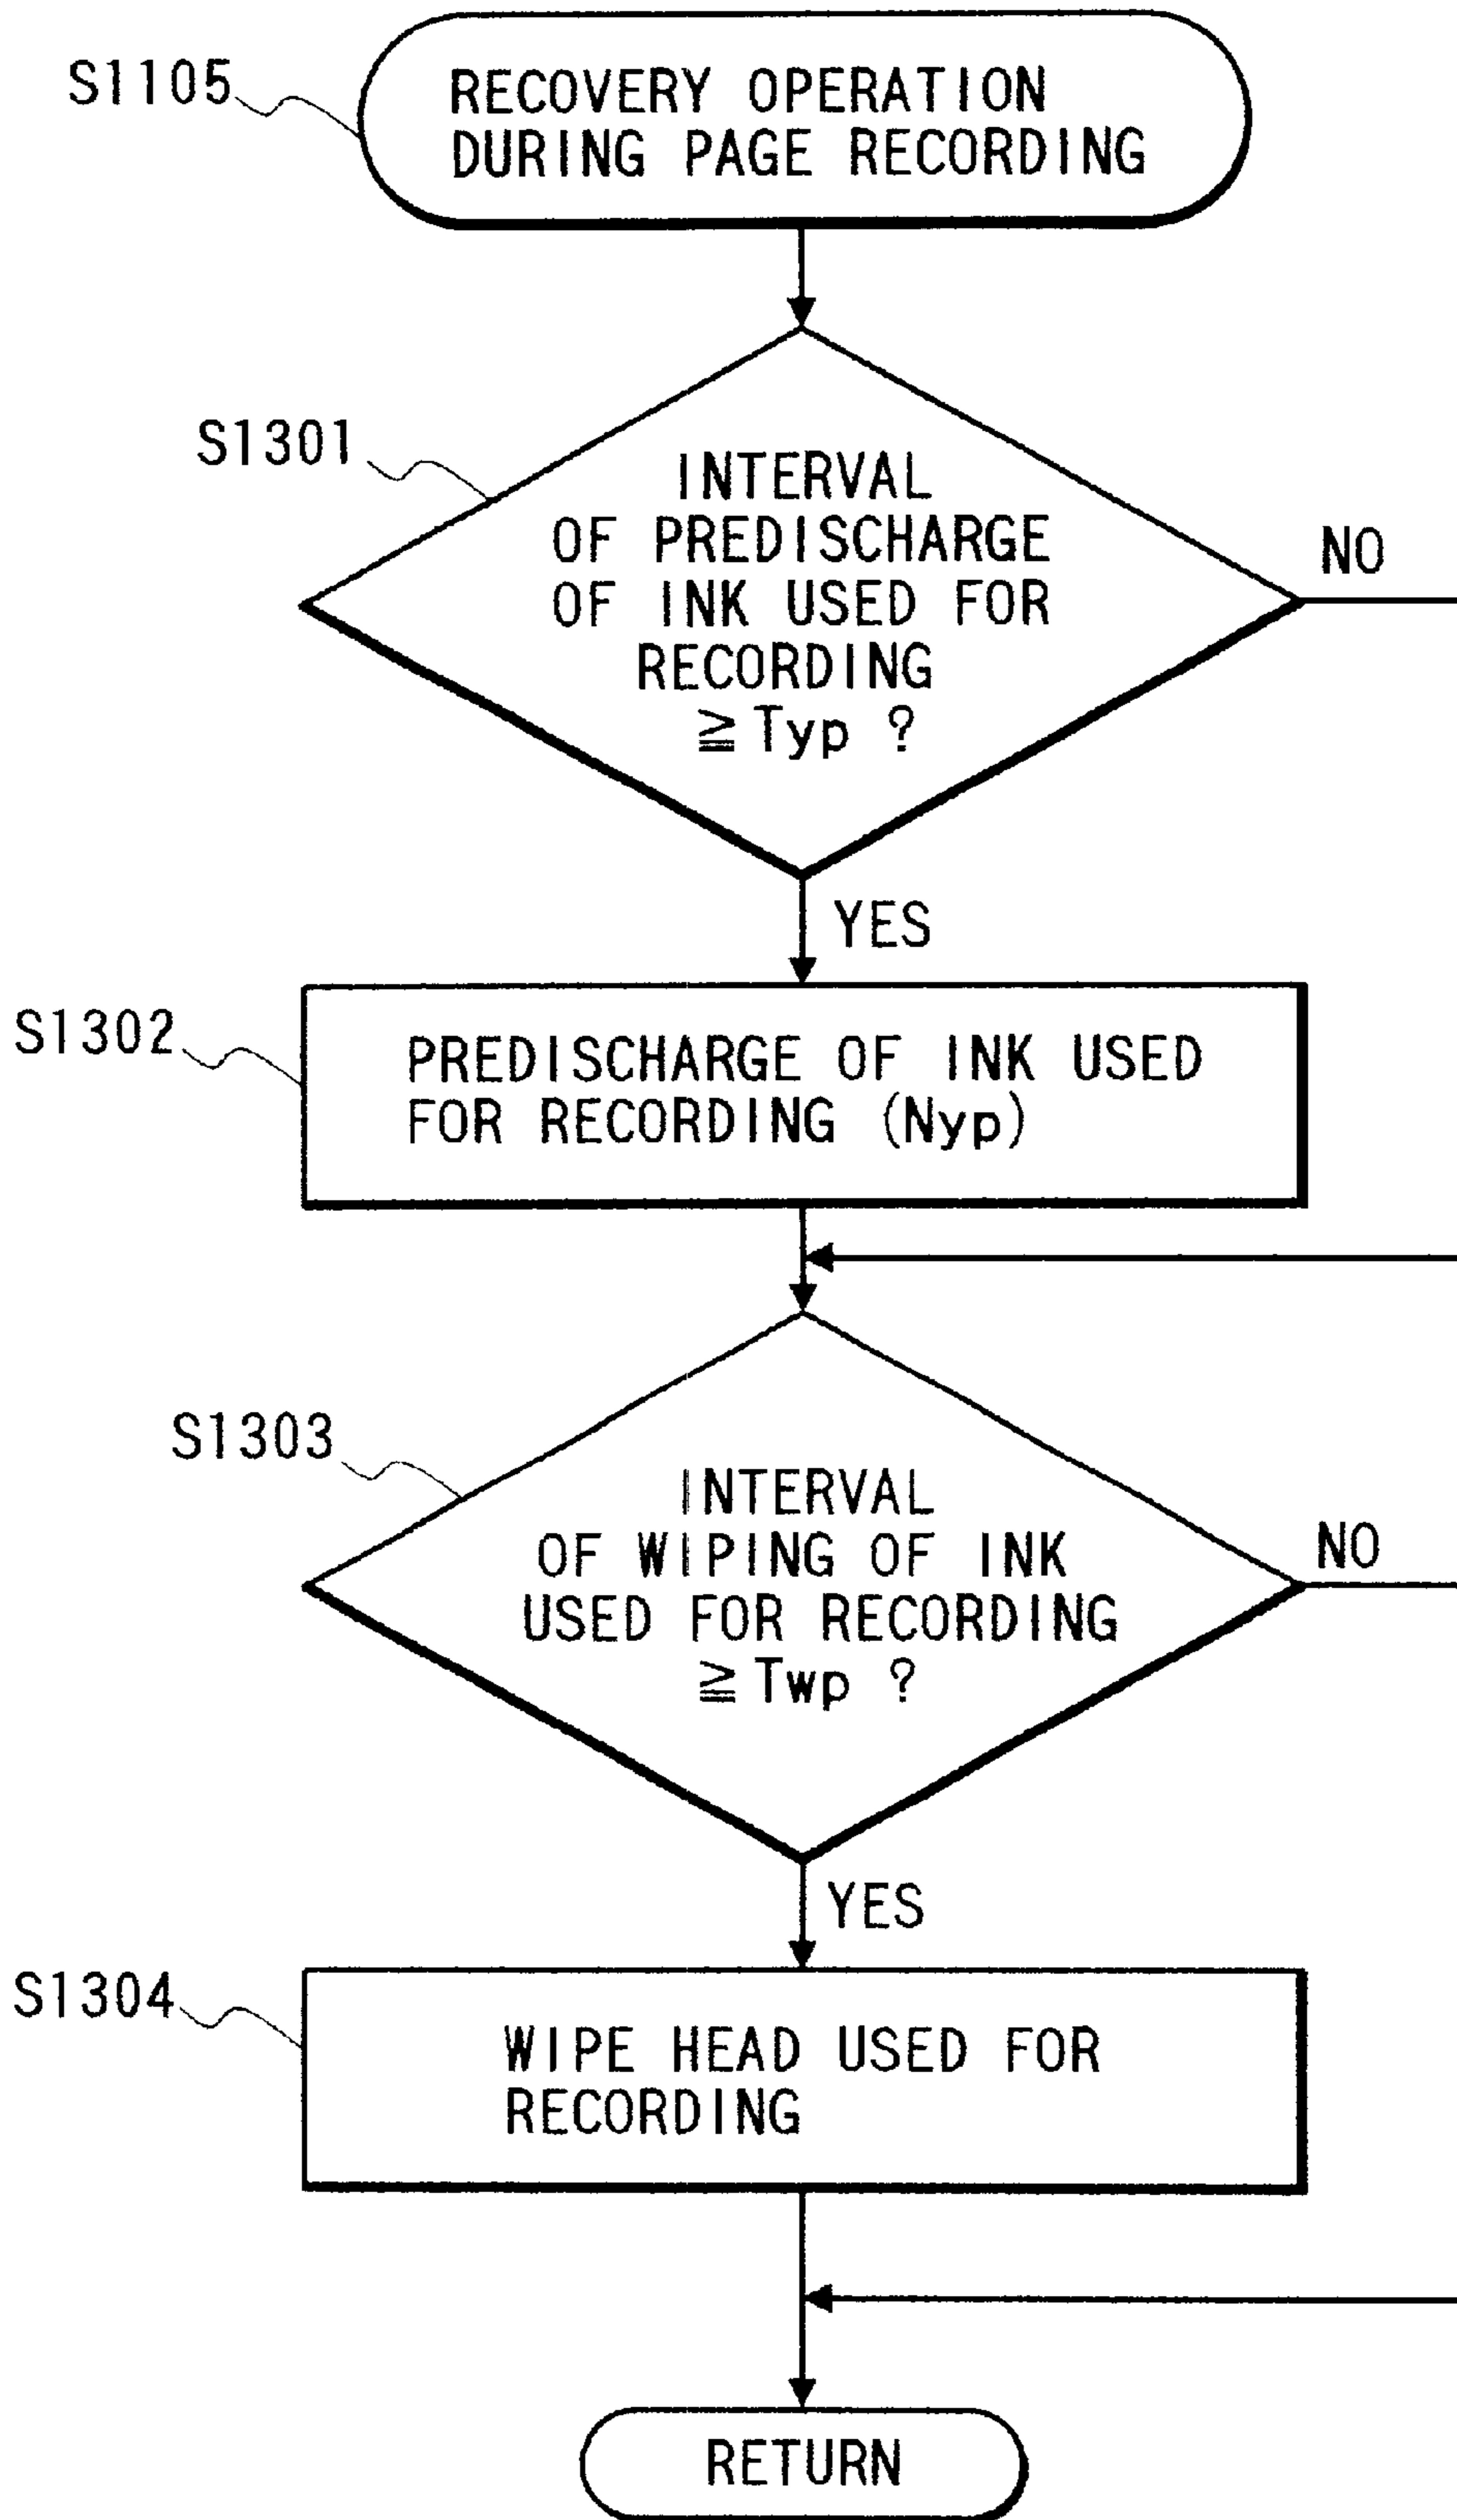 S1105
RECOVERY OPERATION
DURING PAGE RECORDING
S1301
INTERVAL
OF PREDISCHARGE
OF INK USED FOR
RECORDING
≧ Typ ?
NO
YES
S1302
PREDISCHARGE OF INK USED
FOR RECORDING (Nyp)
S1303
INTERVAL
OF WIPING OF INK
USED FOR RECORDING
≧ Twp ?
NO
YES
S1304
WIPE HEAD USED FOR
RECORDING
RETURN